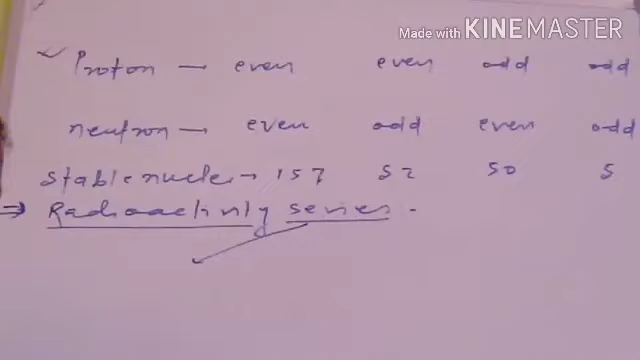 Made with KINEMASTER
Proton → even even odd odd
neutron → even odd even odd
stable nuclei → 157 52 50 5
⇒ Radioactivity series -